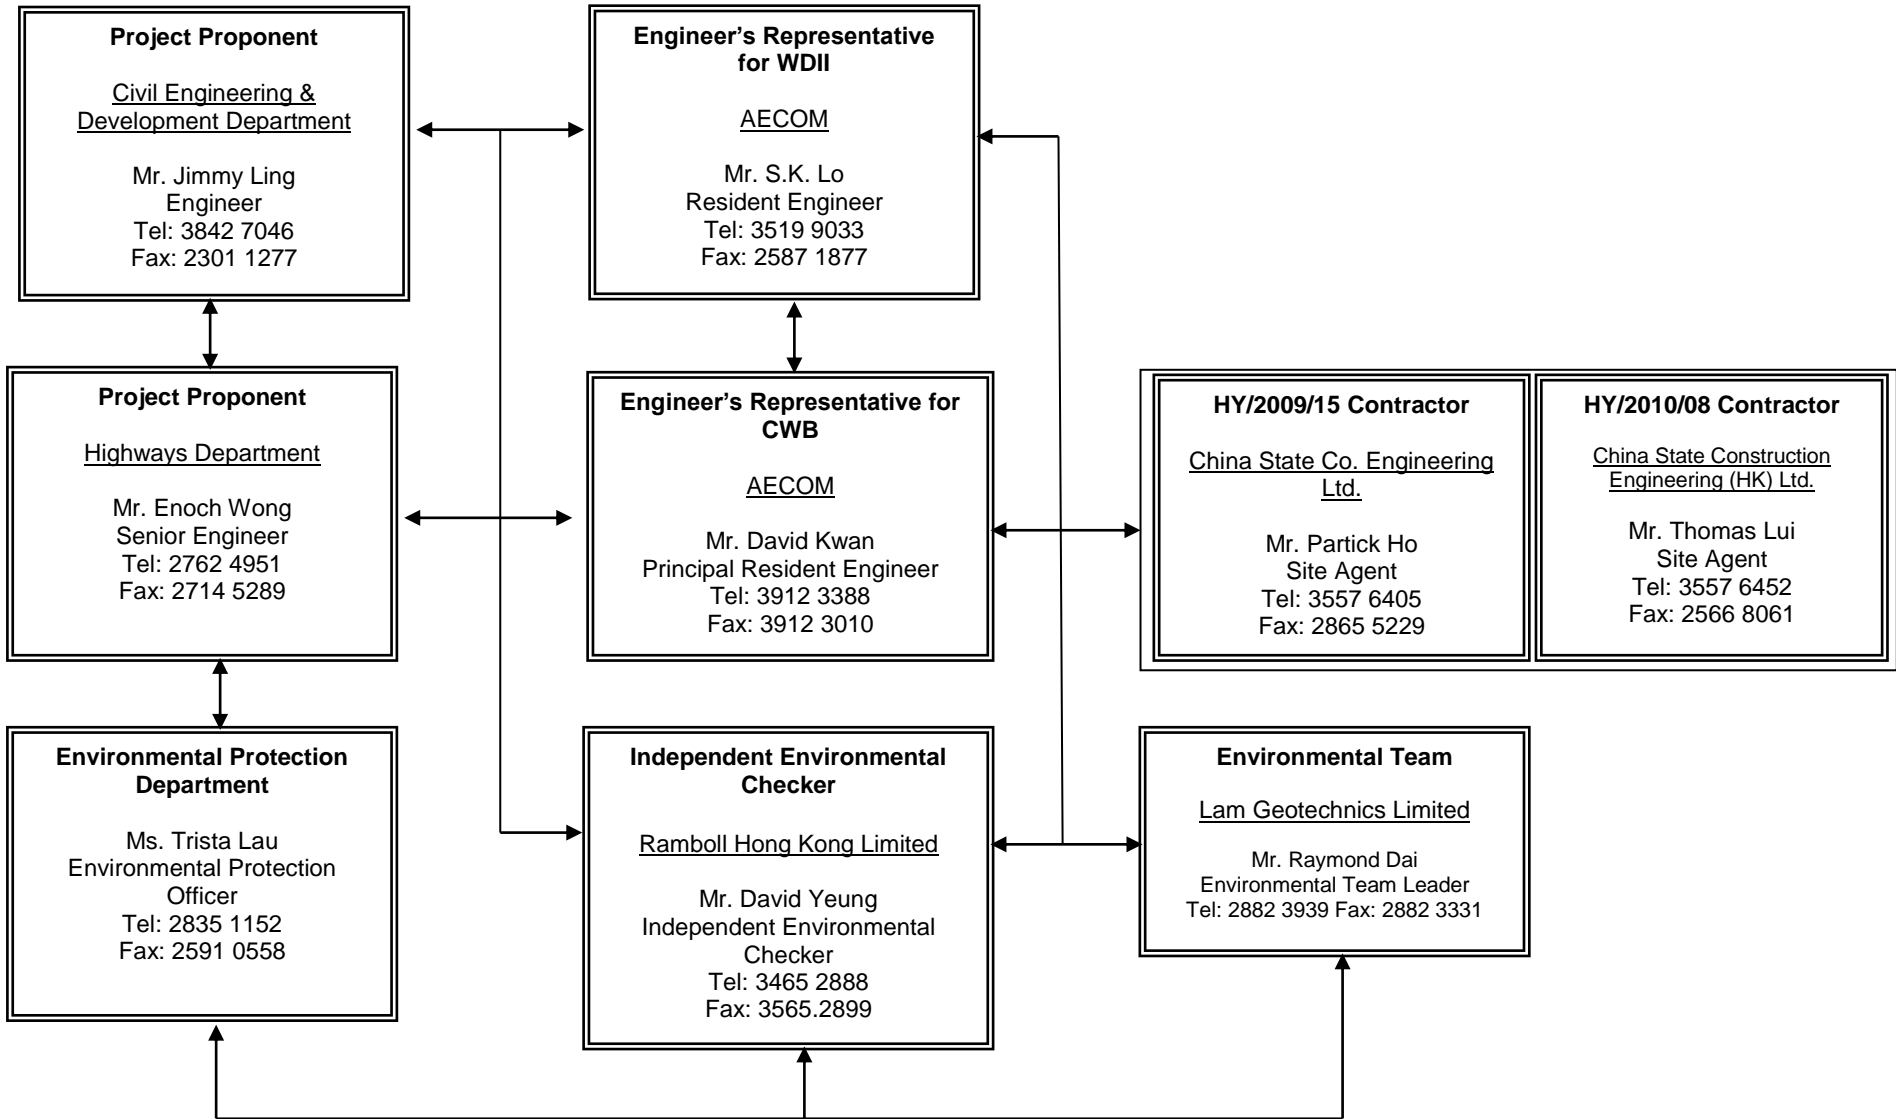 Project Proponent
Civil Engineering &
Development Department
Mr. Jimmy Ling
Engineer
Tel: 3842 7046
Fax: 2301 1277
Engineer’s Representative
for WDII
AECOM
Mr. S.K. Lo
Resident Engineer
Tel: 3519 9033
Fax: 2587 1877
Project Proponent
Highways Department
Mr. Enoch Wong
Senior Engineer
Tel: 2762 4951
Fax: 2714 5289
Engineer’s Representative for
CWB
AECOM
Mr. David Kwan
Principal Resident Engineer
Tel: 3912 3388
Fax: 3912 3010
HY/2009/15 Contractor
China State Co. Engineering
Ltd.
Mr. Partick Ho
Site Agent
Tel: 3557 6405
Fax: 2865 5229
HY/2010/08 Contractor
China State Construction
Engineering (HK) Ltd.
Mr. Thomas Lui
Site Agent
Tel: 3557 6452
Fax: 2566 8061
Environmental Protection
Department
Ms. Trista Lau
Environmental Protection
Officer
Tel: 2835 1152
Fax: 2591 0558
Independent Environmental
Checker
Ramboll Hong Kong Limited
Mr. David Yeung
Independent Environmental
Checker
Tel: 3465 2888
Fax: 3565.2899
Environmental Team
Lam Geotechnics Limited
Mr. Raymond Dai
Environmental Team Leader
Tel: 2882 3939 Fax: 2882 3331